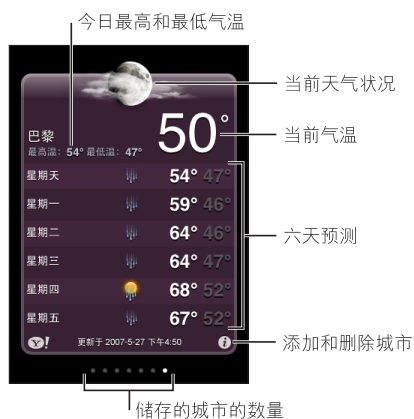 今日最高和最低气温
当前天气状况
50°
当前气温
巴黎
最高温：54° 最低温：47°
星期天 54° 47°
星期一 59° 46°
星期二 64° 46°
六天预测
星期三 64° 47°
星期四 68° 52°
星期五 67° 52°
Y! 更新于 2007-5-27 下午4:50 i
添加和删除城市
储存的城市的数量